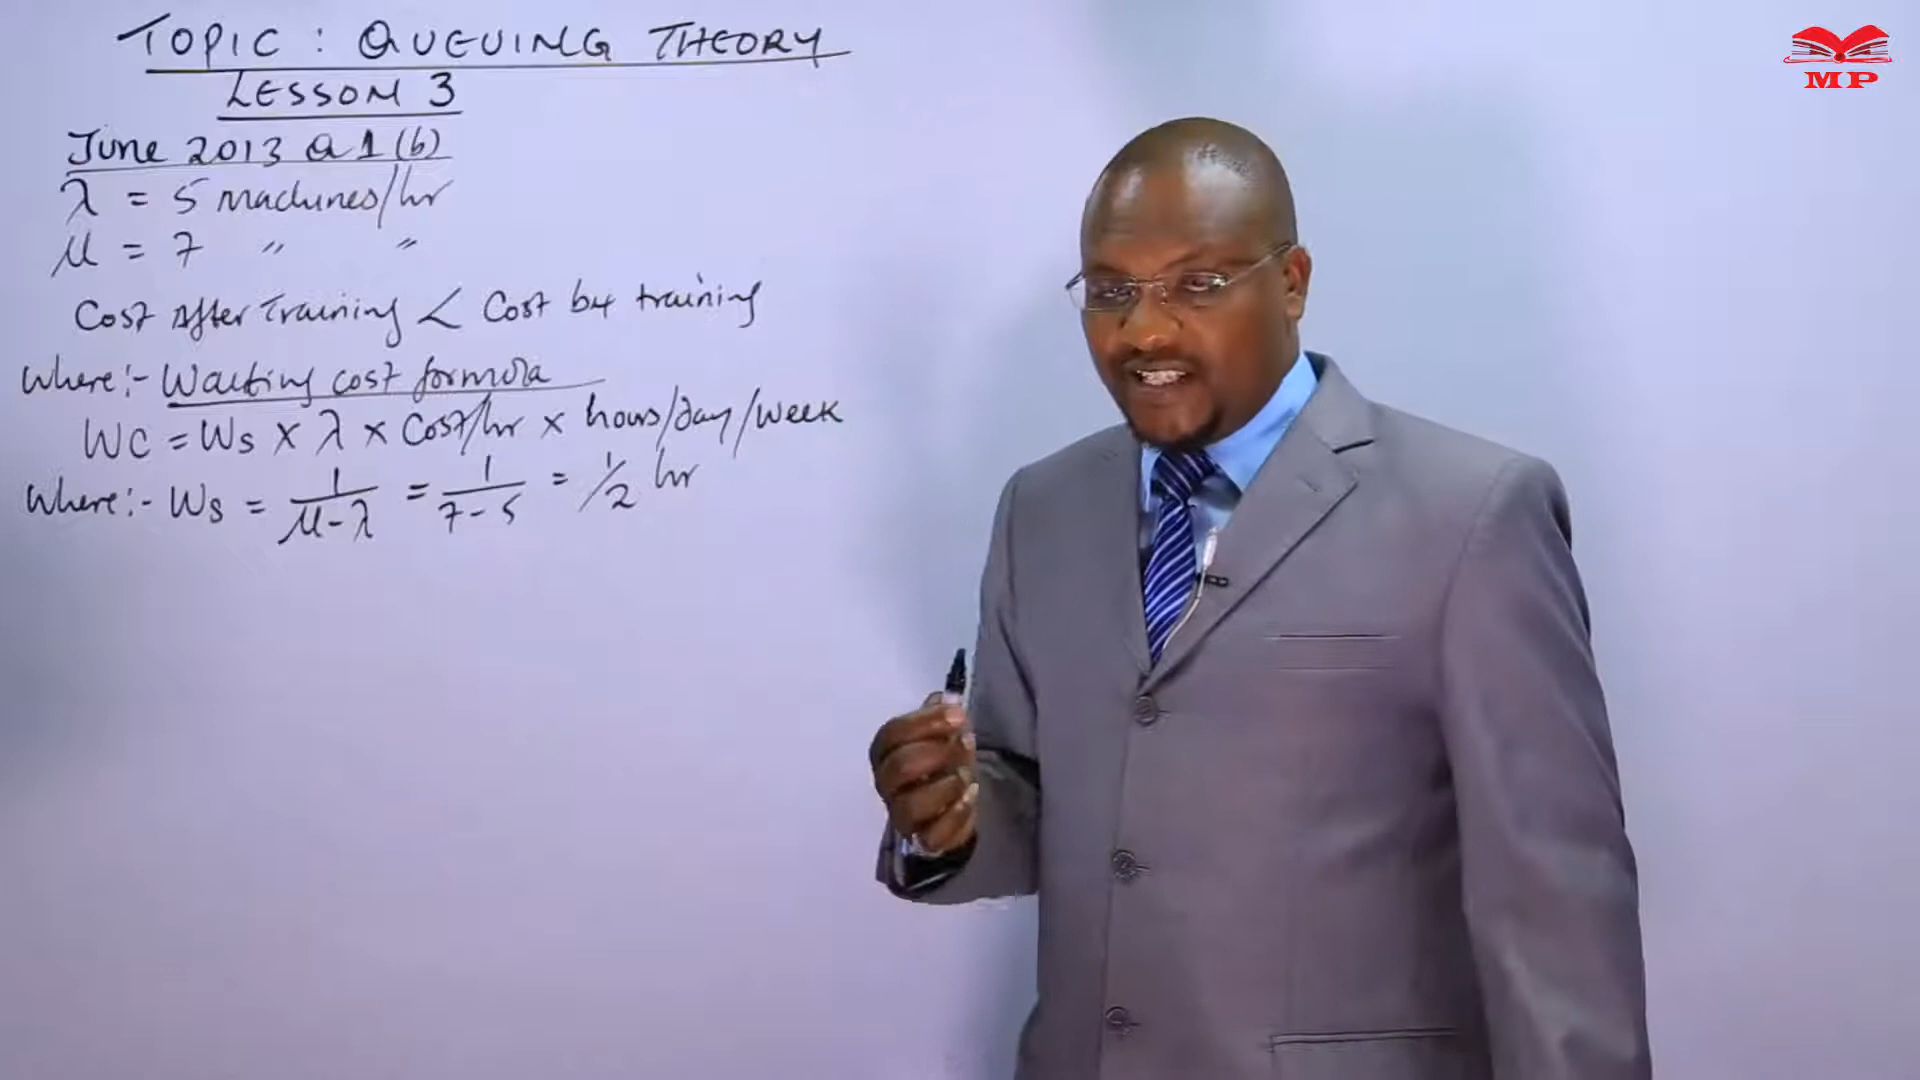 TOPIC : QUEUING THEORY
LESSON 3
June 2013 Q1(b)
λ = 5 machines/hr
μ = 7 〃 〃
Cost After Training < Cost b4 training
Where:- Waiting cost formula
WC = Ws × λ × Cost/hr × hours/day/week
Where:- Ws = 1/(μ-λ) = 1/(7-5) = 1/2 hr
MP